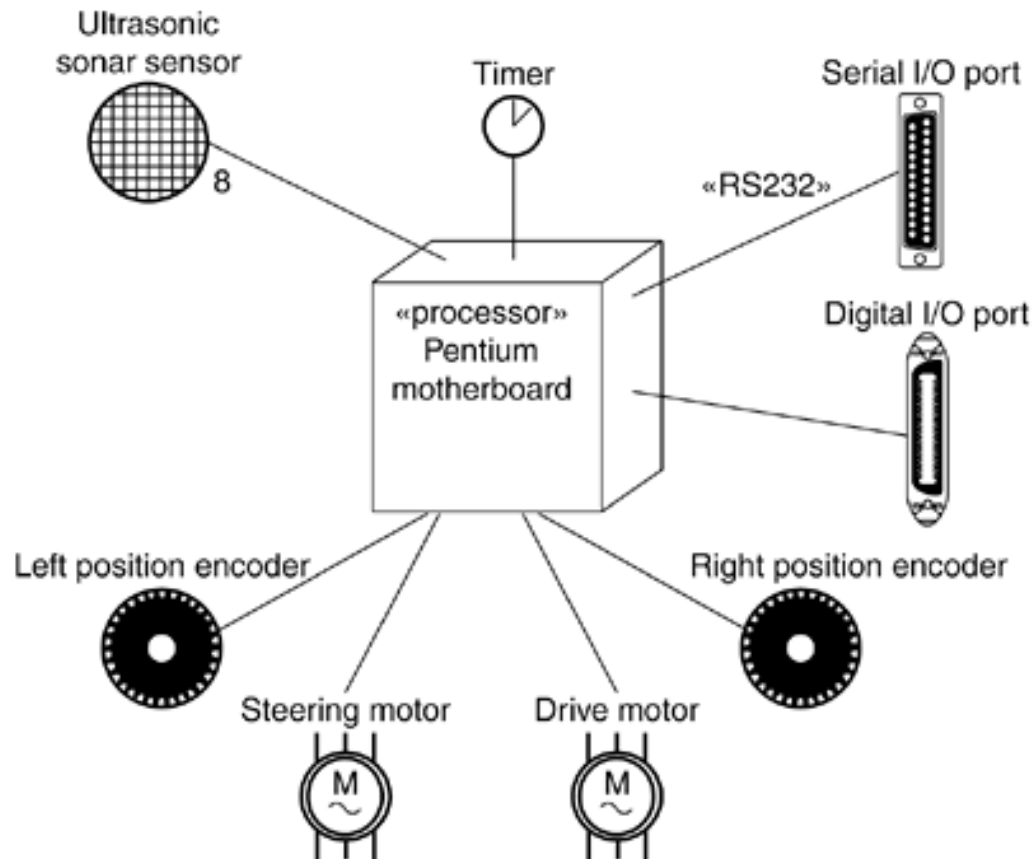 Ultrasonic
sonar sensor
8
Timer
Serial I/O port
«RS232»
«processor»
Pentium
motherboard
Digital I/O port
Left position encoder
Right position encoder
Steering motor
Drive motor
M
M